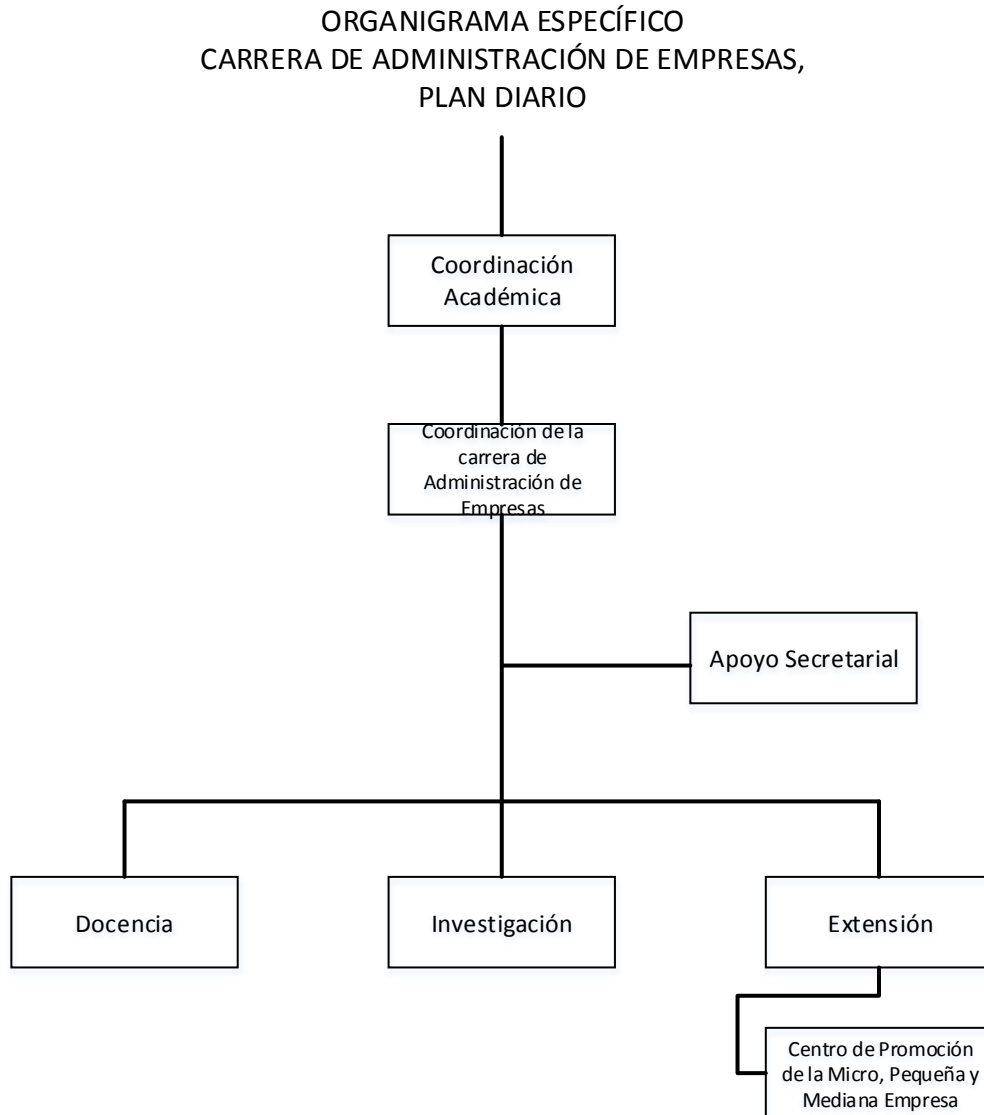 ORGANIGRAMA ESPECÍFICO
CARRERA DE ADMINISTRACIÓN DE EMPRESAS,
PLAN DIARIO
Coordinación
Académica
Coordinación de la
carrera de
Administración de
Empresas
Apoyo Secretarial
Docencia
Investigación
Extensión
Centro de Promoción
de la Micro, Pequeña y
Mediana Empresa